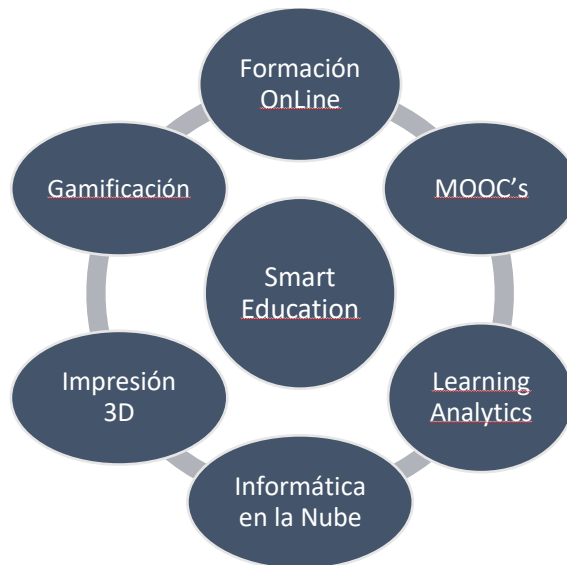 Formación
OnLine
Gamificación
MOOC’s
Smart
Education
Impresión
3D
Learning
Analytics
Informática
en la Nube